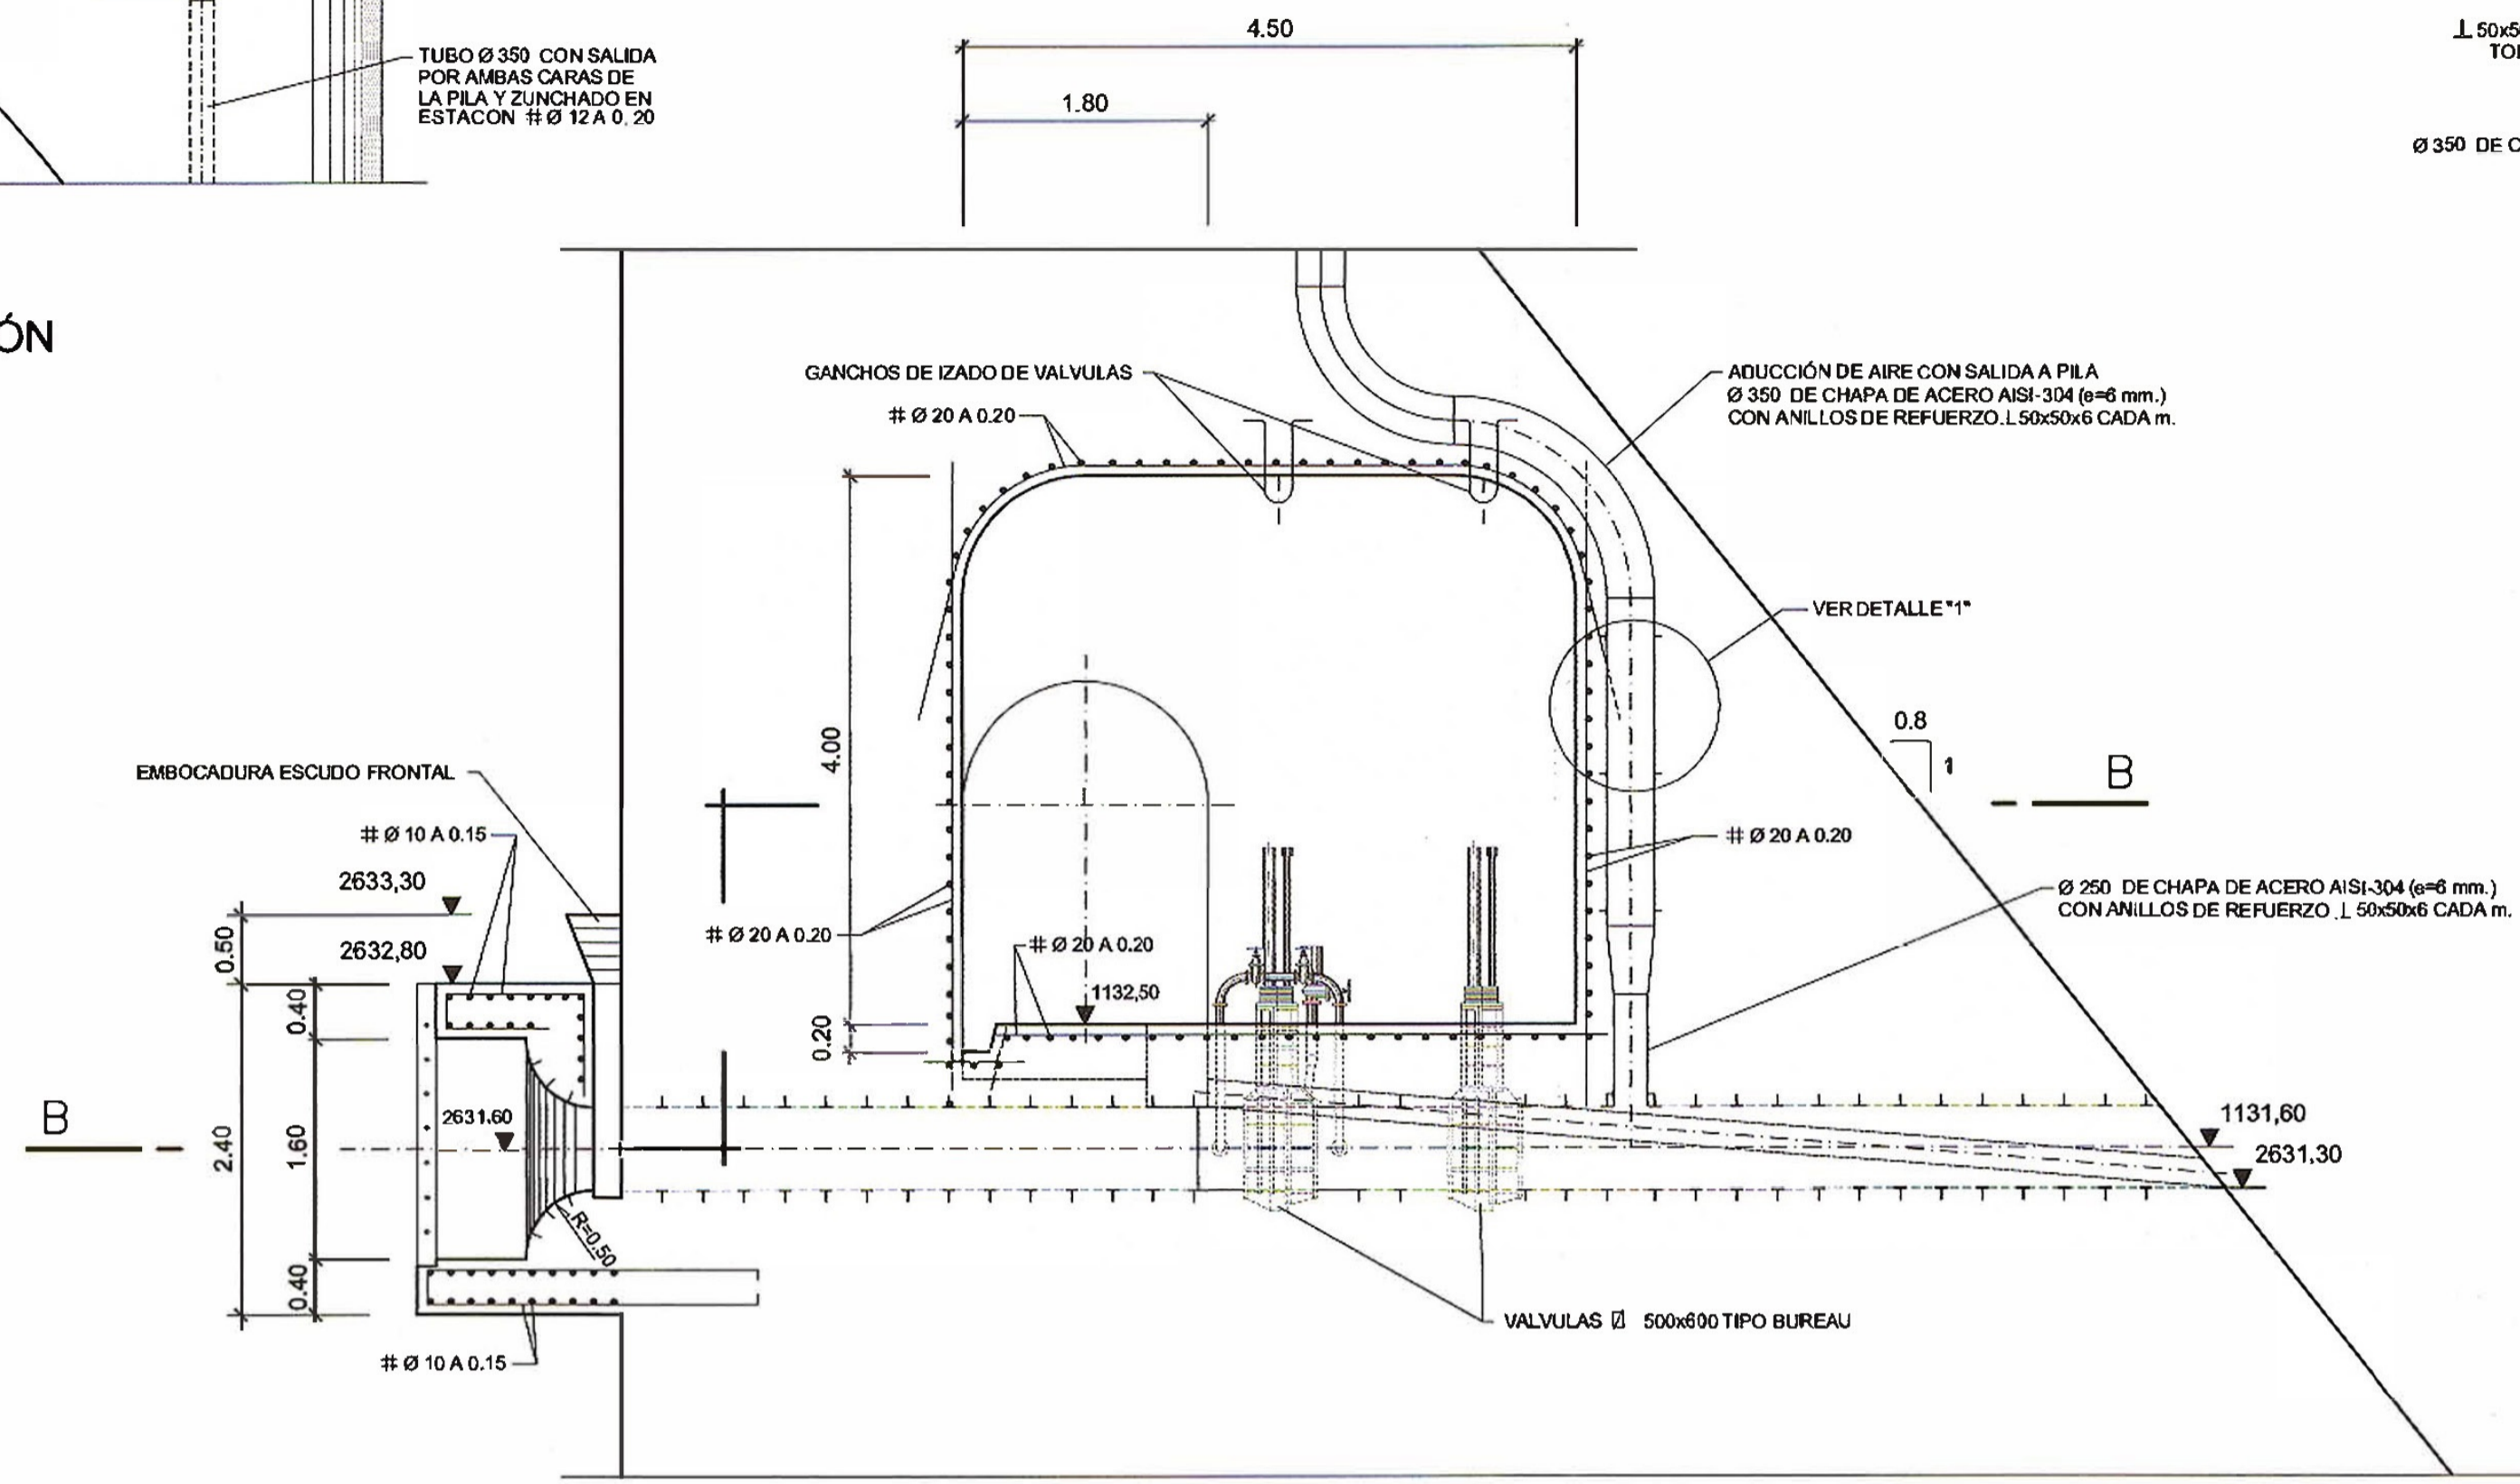 4.50
1.80
TUBO Ø 350 CON SALIDA
POR AMBAS CARAS DE
LA PILA Y ZUNCHADO EN
ESTACON # Ø 12 A 0,20
Ø 350 DE
ÓN
GANCHOS DE IZADO DE VALVULAS
# Ø 20 A 0.20
ADUCCIÓN DE AIRE CON SALIDA A PILA
Ø 350 DE CHAPA DE ACERO AISI-304 (e=6 mm.)
CON ANILLOS DE REFUERZO.L 50x50x6 CADA m.
VER DETALLE "1"
0.8
1
B
4.00
EMBOCADURA ESCUDO FRONTAL
# Ø 10 A 0.15
# Ø 20 A 0.20
2633,30
Ø 250 DE CHAPA DE ACERO AISI-304 (e=6 mm.)
CON ANILLOS DE REFUERZO .L 50x50x6 CADA m.
0.50
2632,80
# Ø 20 A 0.20
# Ø 20 A 0.20
1132,50
0.40
0.20
B
2631.60
1131,60
2631,30
2.40
1.60
R=0.50
0.40
VALVULAS 500x600 TIPO BUREAU
# Ø 10 A 0.15